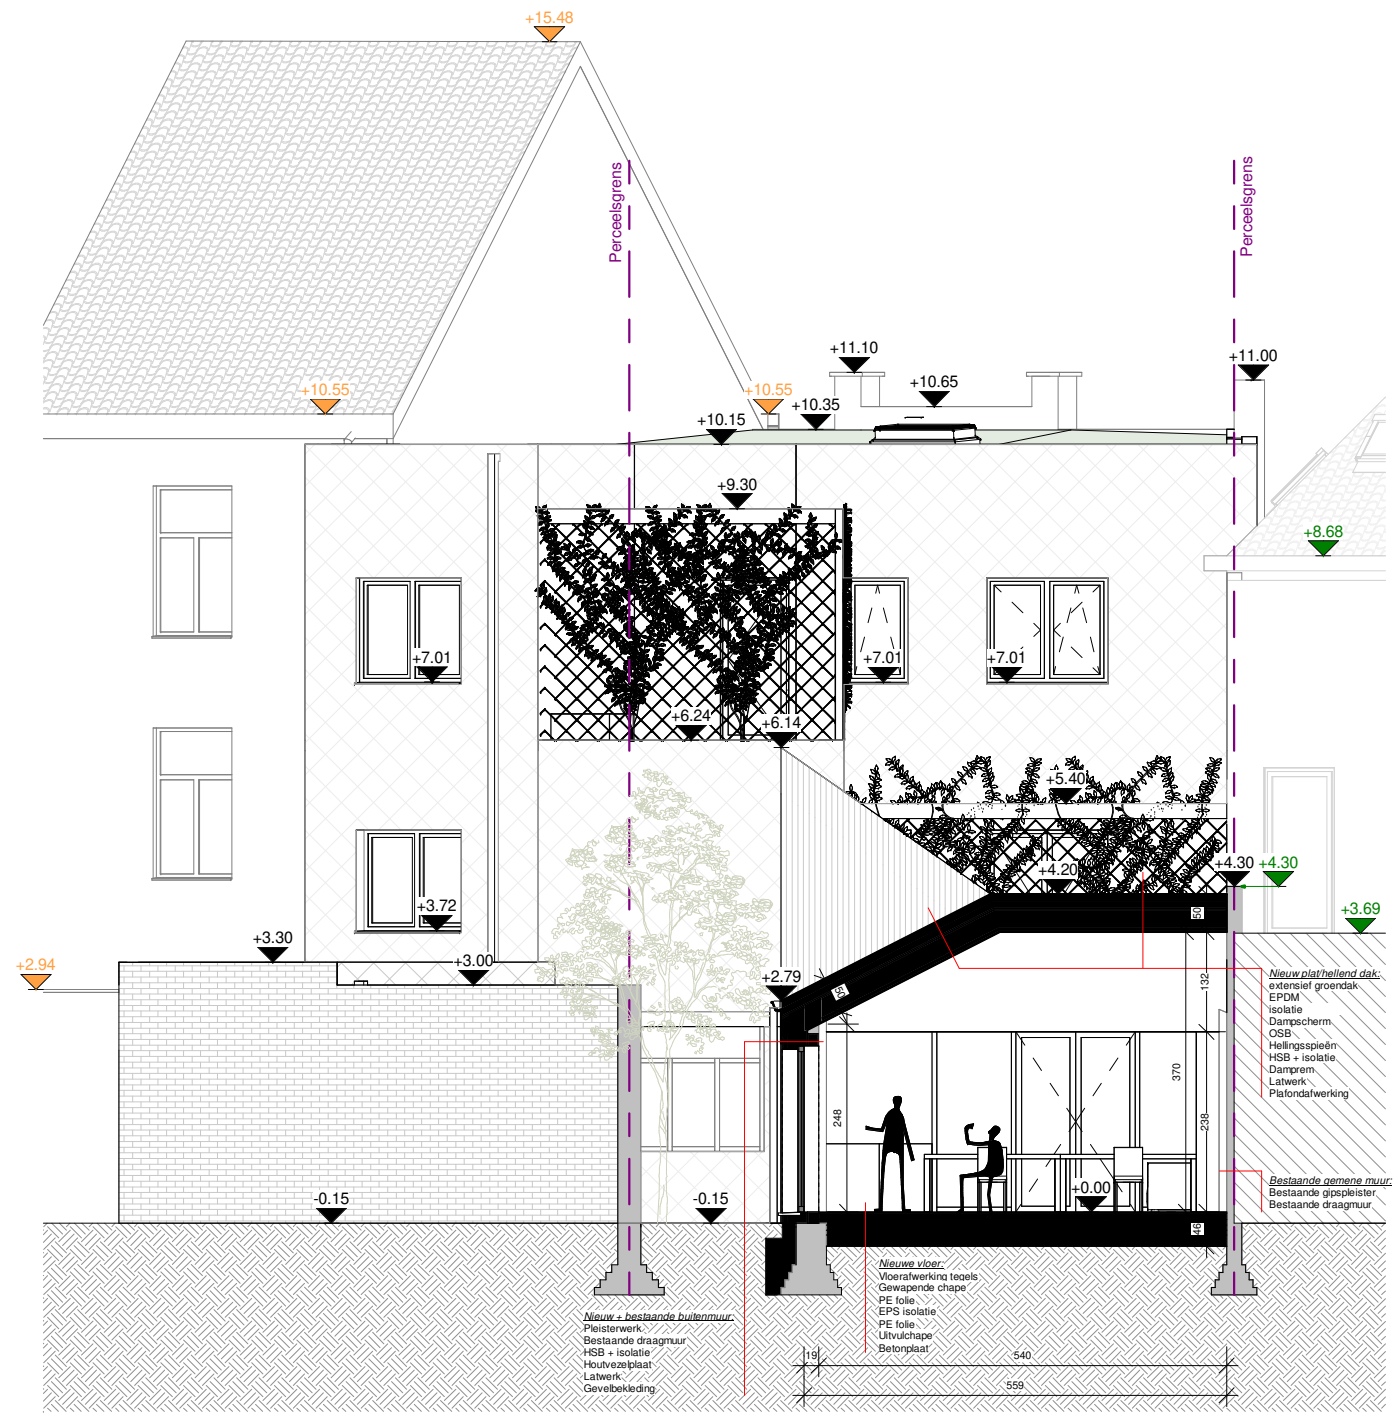 +15.48
Perceelsgrens
Perceelsgrens
+11.10
+11.00
+10.55
+10.55
+10.65
+10.35
+10.15
+9.30
+8.68
+7.01
+7.01
+7.01
+6.24
+6.14
+5.40
+4.20
+4.30
+4.30
+3.72
+3.69
+3.30
+3.00
+2.94
+2.79
50
50
132
370
248
238
Nieuw plat/hellend dak:
extensief groendak
EPDM
isolatie
Dampscherm
OSB
Hellingsspieën
HSB + isolatie
Damprem
Latwerk
Plafondafwerking
Bestaande gemene muur:
Bestaande gipspleister
Bestaande draagmuur
-0.15
-0.15
+0.00
46
Nieuwe vloer:
Vloerafwerking tegels
Gewapende chape
PE folie
EPS isolatie
PE folie
Uitvulchape
Betonplaat
Nieuw + bestaande buitenmuur:
Pleisterwerk
Bestaande draagmuur
HSB + isolatie
Houtvezelplaat
Latwerk
Gevelbekleding
19
540
559